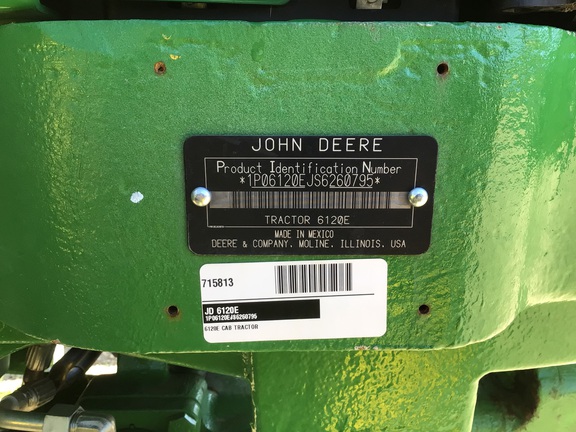 JOHN DEERE
Product Identification Number
*1P06120EJS6260795*
TRACTOR 6120E
MADE IN MEXICO
DEERE & COMPANY. MOLINE. ILLINOIS. USA
715813
JD 6120E
1P06120EJS6260795
6120E CAB TRACTOR